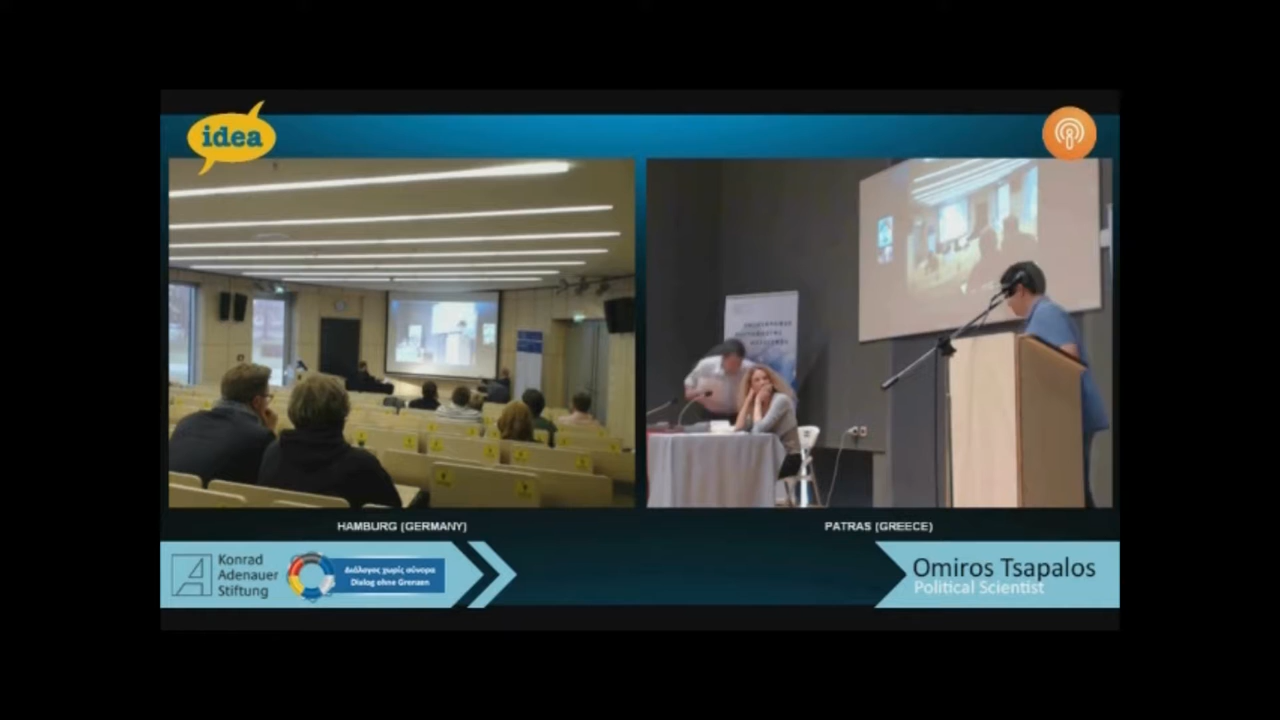 idea
HAMBURG (GERMANY)
PATRAS (GREECE)
Konrad
Adenauer
Stiftung
Διάλογος χωρίς σύνορα
Dialog ohne Grenzen
Omiros Tsapalos
Political Scientist